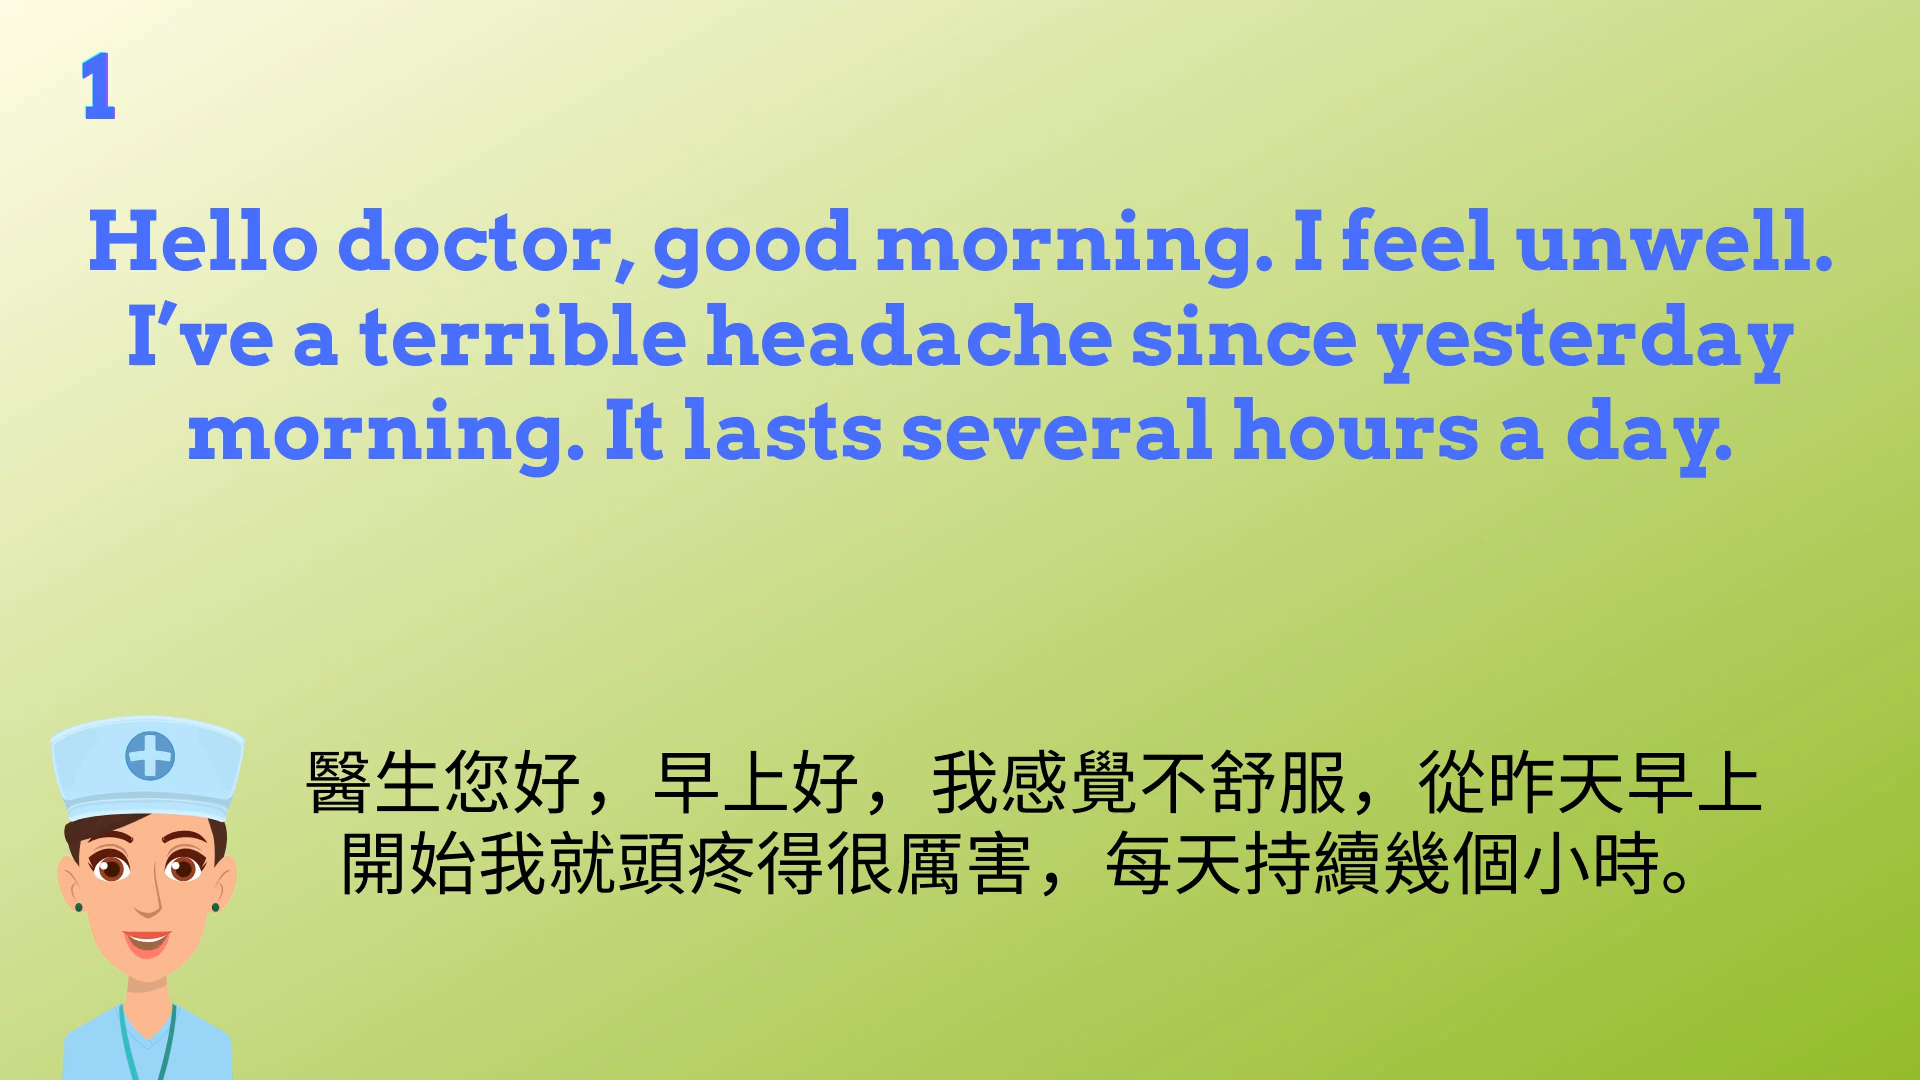 1
Hello doctor, good morning. I feel unwell.
I’ve a terrible headache since yesterday
morning. It lasts several hours a day.
醫生您好，早上好，我感覺不舒服，從昨天早上
開始我就頭疼得很厲害，每天持續幾個小時。